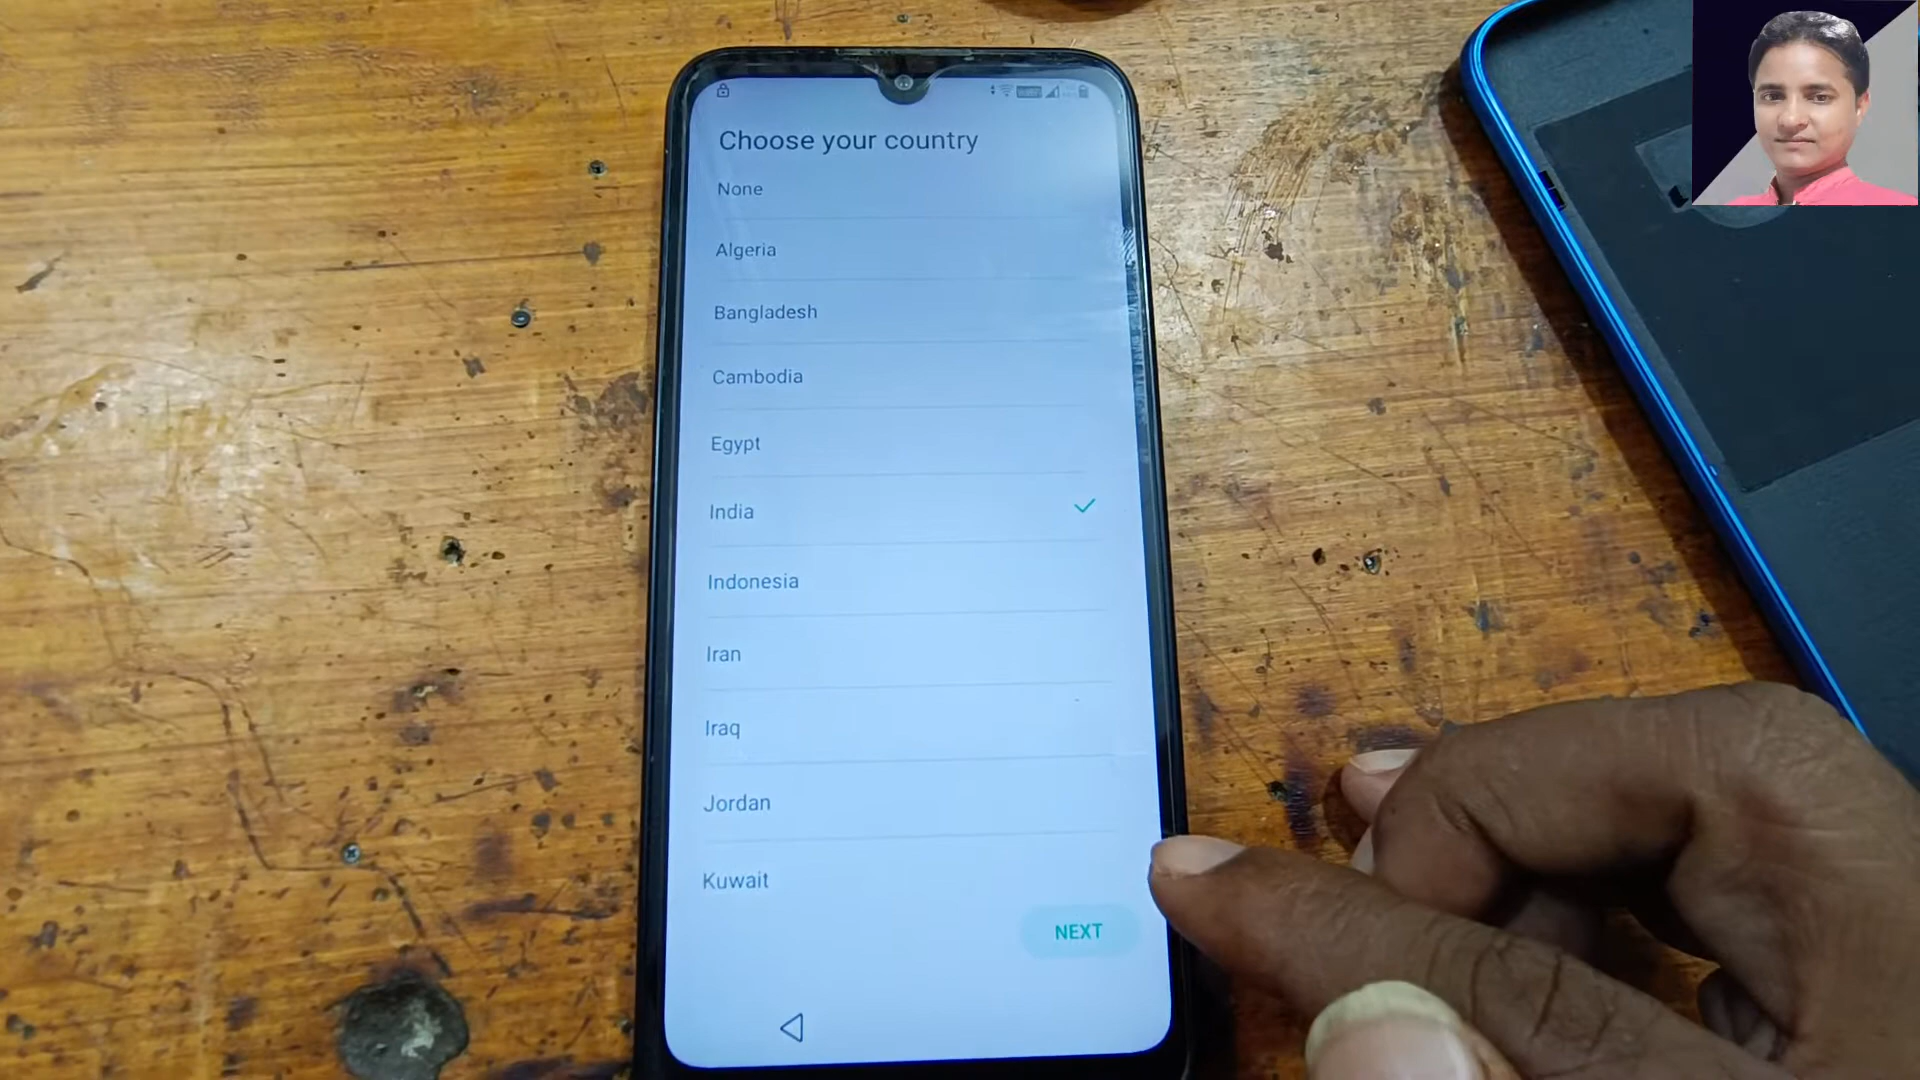 Choose your country
None
Algeria
Bangladesh
Cambodia
Egypt
India
Indonesia
Iran
Iraq
Jordan
Kuwait
NEXT